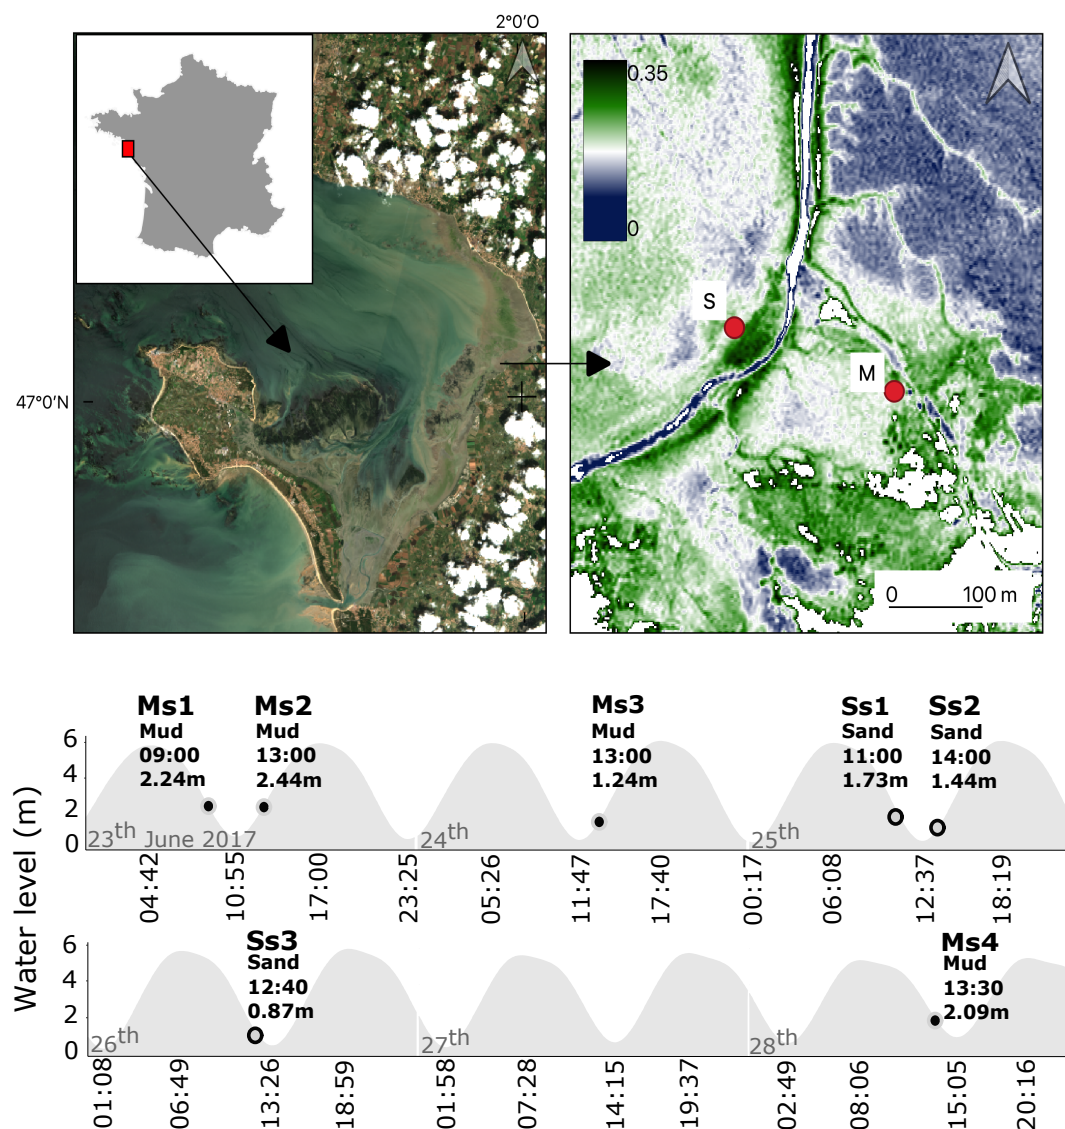 2°0′O
47°0′N
0.35
0
S
M
0 100 m
Ms1
Mud
09:00
2.24m
Ms2
Mud
13:00
2.44m
Ms3
Mud
13:00
1.24m
Ss1
Sand
11:00
1.73m
Ss2
Sand
14:00
1.44m
Water level (m)
6
4
2
0
23th June 2017
24th
25th
04:42
10:55
17:00
23:25
05:26
11:47
17:40
00:17
06:08
12:37
18:19
Ss3
Sand
12:40
0.87m
Ms4
Mud
13:30
2.09m
6
4
2
0
26th
27th
28th
01:08
06:49
13:26
18:59
01:58
07:28
14:15
19:37
02:49
08:06
15:05
20:16